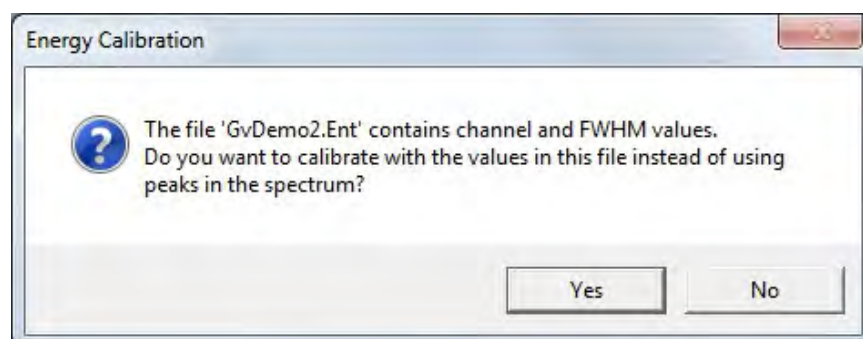 Energy Calibration
The file 'GvDemo2.Ent' contains channel and FWHM values.
Do you want to calibrate with the values in this file instead of using
peaks in the spectrum?
Yes No